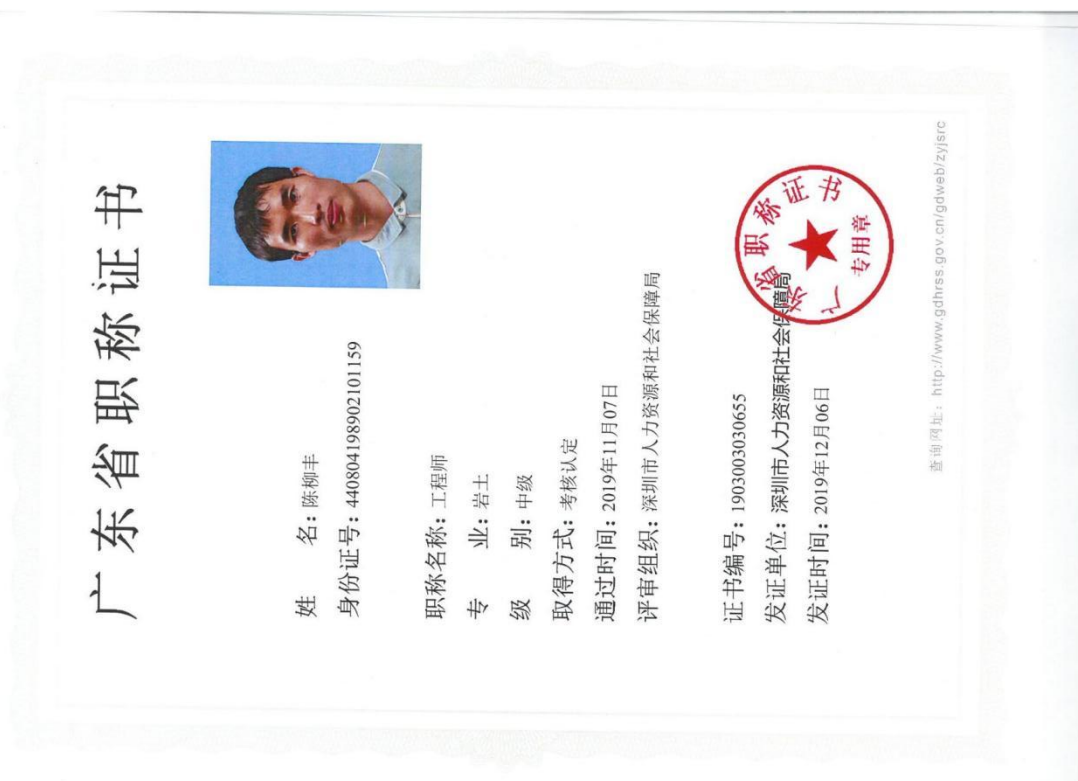 广东省职称证书
姓 名：陈柳丰
身份证号：440804198902101159
职称名称：工程师
专 业：岩土
级 别：中级
取得方式：考核认定
通过时间：2019年11月07日
评审组织：深圳市人力资源和社会保障局
证书编号：1903003030655
发证单位：深圳市人力资源和社会保障局
发证时间：2019年12月06日
广东省职称证书
专用章
查询网址：http://www.gdhrss.gov.cn/gdweb/zyjsrc